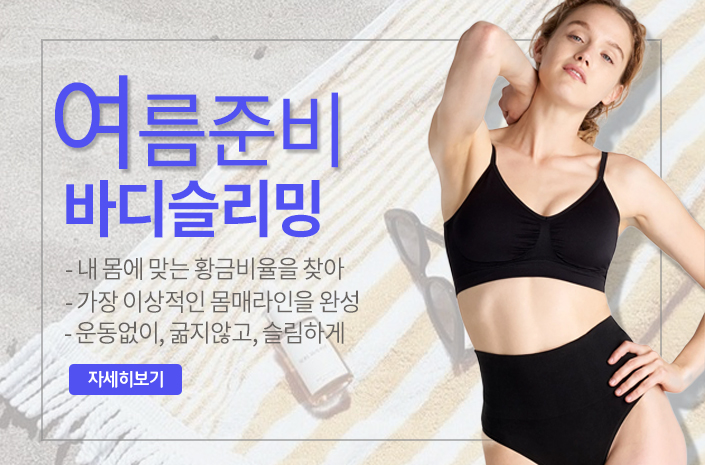 여름준비
바디슬리밍
- 내 몸에 맞는 황금비율을 찾아
- 가장 이상적인 몸매라인을 완성
- 운동없이, 굶지않고, 슬림하게
자세히보기